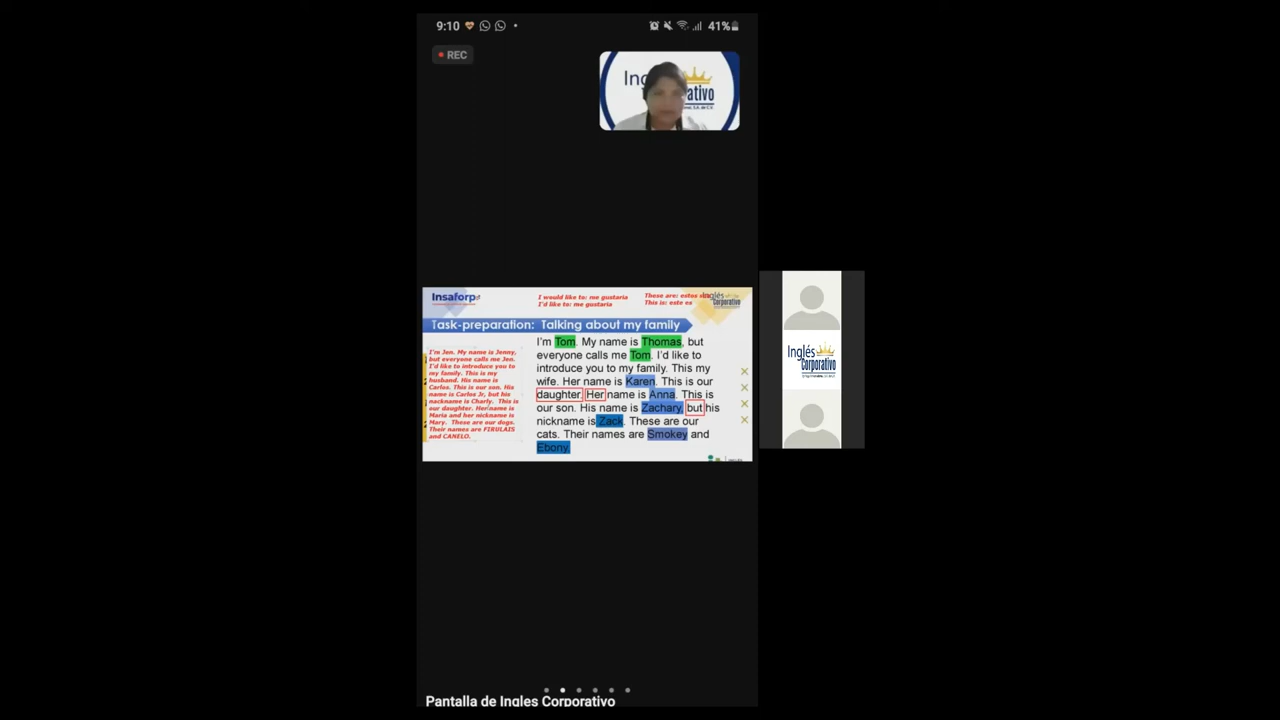 9:10
41%
REC
Inglés
Corporativo
Insaforp
I would like to: me gustaria
I'd like to: me gustaria
These are: estos
This is: este es
Inglés
Corporativo
Task-preparation: Talking about my family
I'm Jen. My name is Jenny,
but everyone calls me Jen.
I'd like to introduce you to
my family. This is my
husband. His name is
Carlos. This is our son. His
name is Carlos Jr, but his
nackname is Charly. This is
our daughter. Her name is
Maria and her nickname is
Mary. These are our dogs.
Their names are FIRULAIS
and CANELO.
I'm Tom. My name is Thomas, but
everyone calls me Tom. I'd like to
introduce you to my family. This my
wife. Her name is Karen. This is our
daughter. Her name is Anna. This is
our son. His name is Zachary, but his
nickname is Zack. These are our
cats. Their names are Smokey and
Ebony.
Inglés
Corporativo
Pantalla de Ingles Corporativo